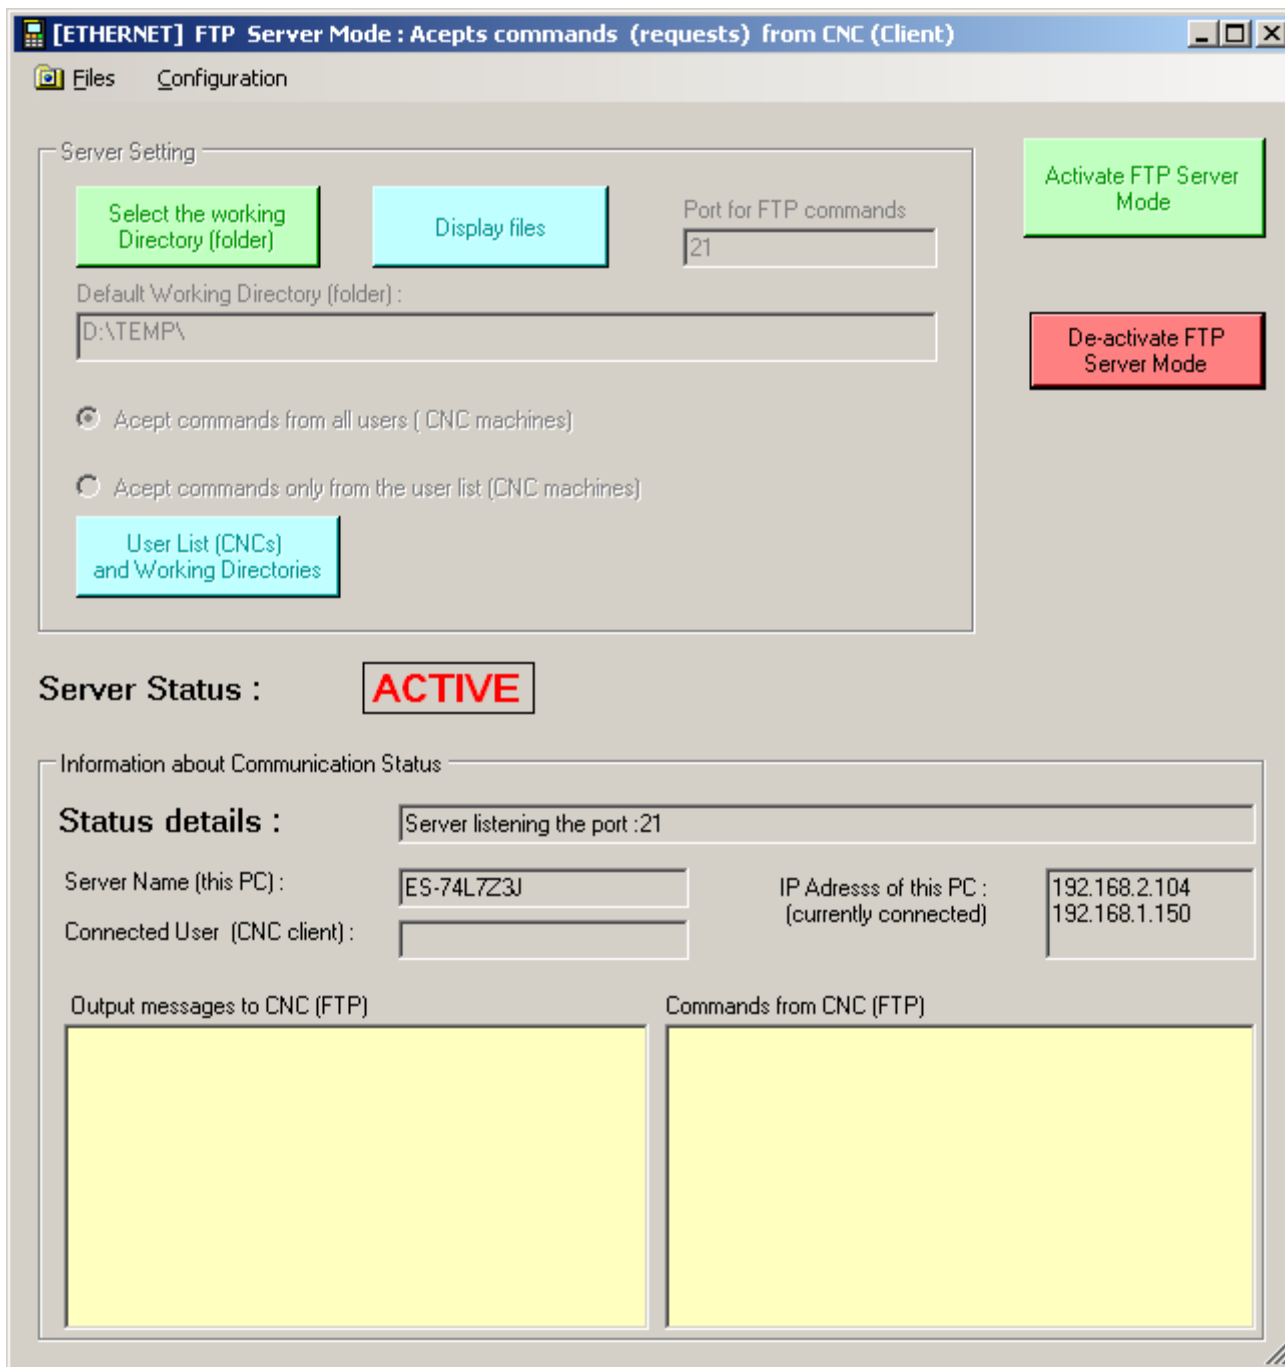 [ETHERNET] FTP Server Mode : Acepts commands (requests) from CNC (Client)
Files Configuration
Server Setting
Select the working
Directory (folder)
Display files
Port for FTP commands
21
Activate FTP Server
Mode
Default Working Directory (folder) :
D:\TEMP\
De-activate FTP
Server Mode
Acept commands from all users ( CNC machines)
Acept commands only from the user list (CNC machines)
User List (CNCs)
and Working Directories
Server Status : ACTIVE
Information about Communication Status
Status details : Server listening the port :21
Server Name (this PC) : ES-74L7Z3J
IP Adresss of this PC :
(currently connected)
192.168.2.104
192.168.1.150
Connected User (CNC client) :
Output messages to CNC (FTP)
Commands from CNC (FTP)